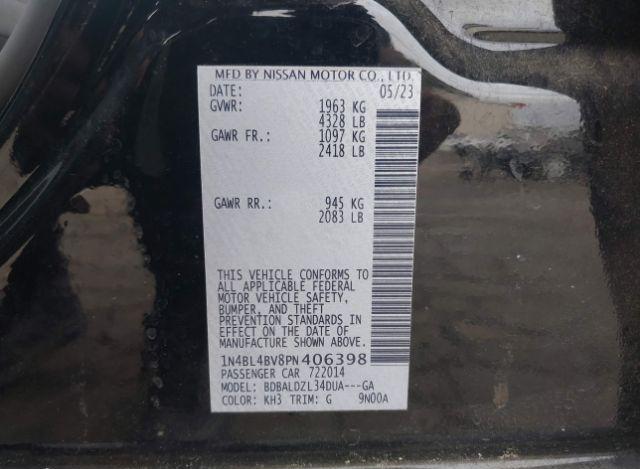 MFD BY NISSAN MOTOR CO., LTD.
DATE: 05/23
GVWR: 1963 KG
4328 LB
GAWR FR.: 1097 KG
2418 LB
GAWR RR.: 945 KG
2083 LB
THIS VEHICLE CONFORMS TO
ALL APPLICABLE FEDERAL
MOTOR VEHICLE SAFETY,
BUMPER, AND THEFT
PREVENTION STANDARDS IN
EFFECT ON THE DATE OF
MANUFACTURE SHOWN ABOVE.
1N4BL4BV8PN406398
PASSENGER CAR 722014
MODEL: BDBALDZL34DUA---GA
COLOR: KH3 TRIM: G 9N00A